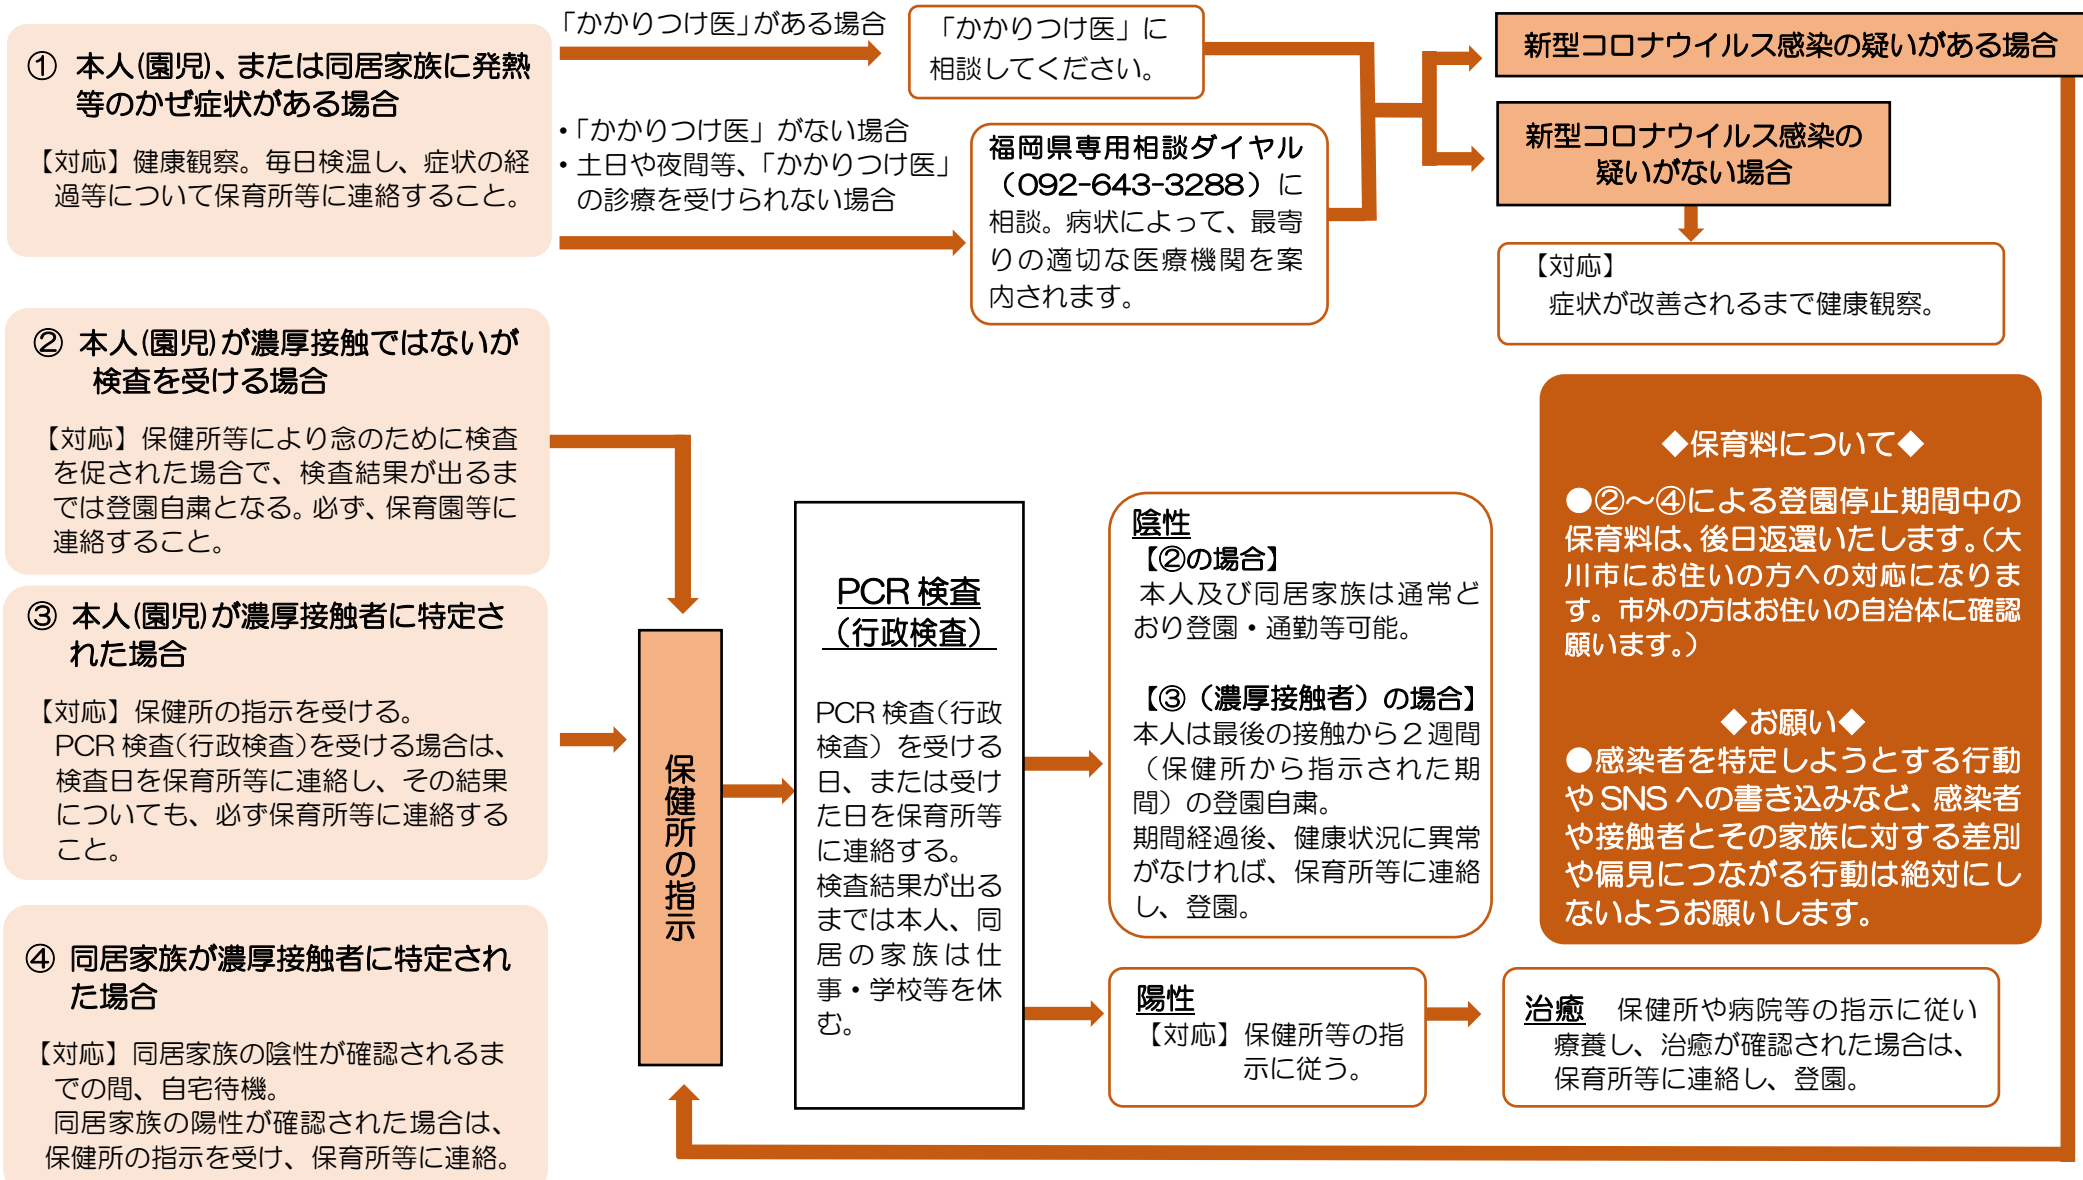 ① 本人(園児)、または同居家族に発熱
等のかぜ症状がある場合
【対応】健康観察。毎日検温し、症状の経
過等について保育所等に連絡すること。
「かかりつけ医」がある場合
「かかりつけ医」に
相談してください。
・「かかりつけ医」がない場合
・土日や夜間等、「かかりつけ医」
の診療を受けられない場合
福岡県専用相談ダイヤル
（092-643-3288）に
相談。病状によって、最寄
りの適切な医療機関を案
内されます。
新型コロナウイルス感染の疑いがある場合
新型コロナウイルス感染の
疑いがない場合
【対応】
症状が改善されるまで健康観察。
② 本人(園児)が濃厚接触ではないが
検査を受ける場合
【対応】保健所等により念のために検査
を促された場合で、検査結果が出るま
では登園自粛となる。必ず、保育園等に
連絡すること。
③ 本人(園児)が濃厚接触者に特定さ
れた場合
【対応】保健所の指示を受ける。
PCR 検査(行政検査)を受ける場合は、
検査日を保育所等に連絡し、その結果
についても、必ず保育所等に連絡する
こと。
④ 同居家族が濃厚接触者に特定され
た場合
【対応】同居家族の陰性が確認されるま
での間、自宅待機。
同居家族の陽性が確認された場合は、
保健所の指示を受け、保育所等に連絡。
保健所の指示
PCR 検査
（行政検査）
PCR 検査（行政
検査）を受ける
日、または受け
た日を保育所等
に連絡する。
検査結果が出る
までは本人、同
居の家族は仕
事・学校等を休
む。
陰性
【②の場合】
本人及び同居家族は通常ど
おり登園・通勤等可能。
【③（濃厚接触者）の場合】
本人は最後の接触から２週間
（保健所から指示された期
間）の登園自粛。
期間経過後、健康状況に異常
がなければ、保育所等に連絡
し、登園。
陽性
【対応】保健所等の指
示に従う。
治癒　保健所や病院等の指示に従い
療養し、治癒が確認された場合は、
保育所等に連絡し、登園。
◆保育料について◆
●②～④による登園停止期間中の
保育料は、後日返還いたします。（大
川市にお住いの方への対応になりま
す。市外の方はお住いの自治体に確認
願います。）
◆お願い◆
●感染者を特定しようとする行動
や SNS への書き込みなど、感染者
や接触者とその家族に対する差別
や偏見につながる行動は絶対にし
ないようお願いします。